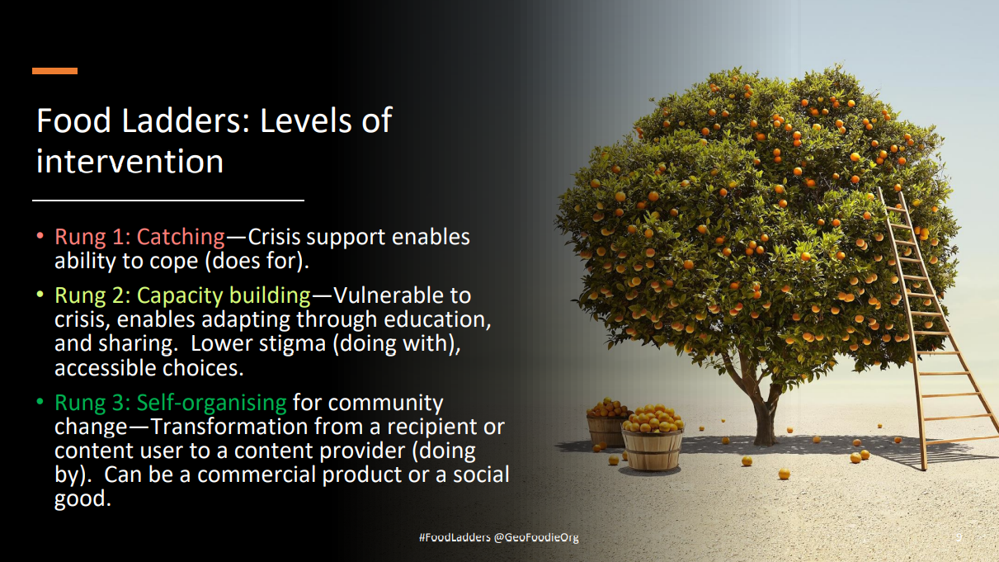 Food Ladders: Levels of
intervention
• Rung 1: Catching—Crisis support enables
ability to cope (does for).
• Rung 2: Capacity building—Vulnerable to
crisis, enables adapting through education,
and sharing.  Lower stigma (doing with),
accessible choices.
• Rung 3: Self-organising for community
change—Transformation from a recipient or
content user to a content provider (doing
by).  Can be a commercial product or a social
good.
#FoodLadders @GeoFoodieOrg
9